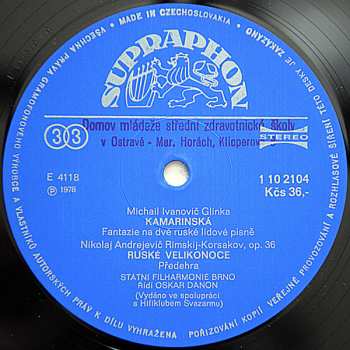 VŠECHNA PRÁVA GRAMOFONOVÉHO VÝROBCE A VLASTNÍKŮ AUTORSKÝCH PRÁV K DÍLU VYHRAZENA. POŘIZOVÁNÍ KOPIÍ, VEŘEJNÉ PROVOZOVÁNÍ A ROZHLASOVÉ ŠÍŘENÍ TÉTO DESKY JE ZAKÁZÁNO.
MADE IN CZECHOSLOVAKIA
SUPRAPHON
33
Domov mládeže střední zdravotnické školy
STEREO
v Ostravě - Mar. Horách, Klicperov
E 4118
1 10 2104
℗ 1978
Kčs 36,-
Michail Ivanovič Glinka
KAMARINSKÁ
Fantazie na dvě ruské lidové písně
Nikolaj Andrejevič Rimskij-Korsakov, op. 36
RUSKÉ VELIKONOCE
Předehra
STÁTNÍ FILHARMONIE BRNO
Řídí OSKAR DANON
(Vydáno ve spolupráci
s Hifiklubem Svazarmu)